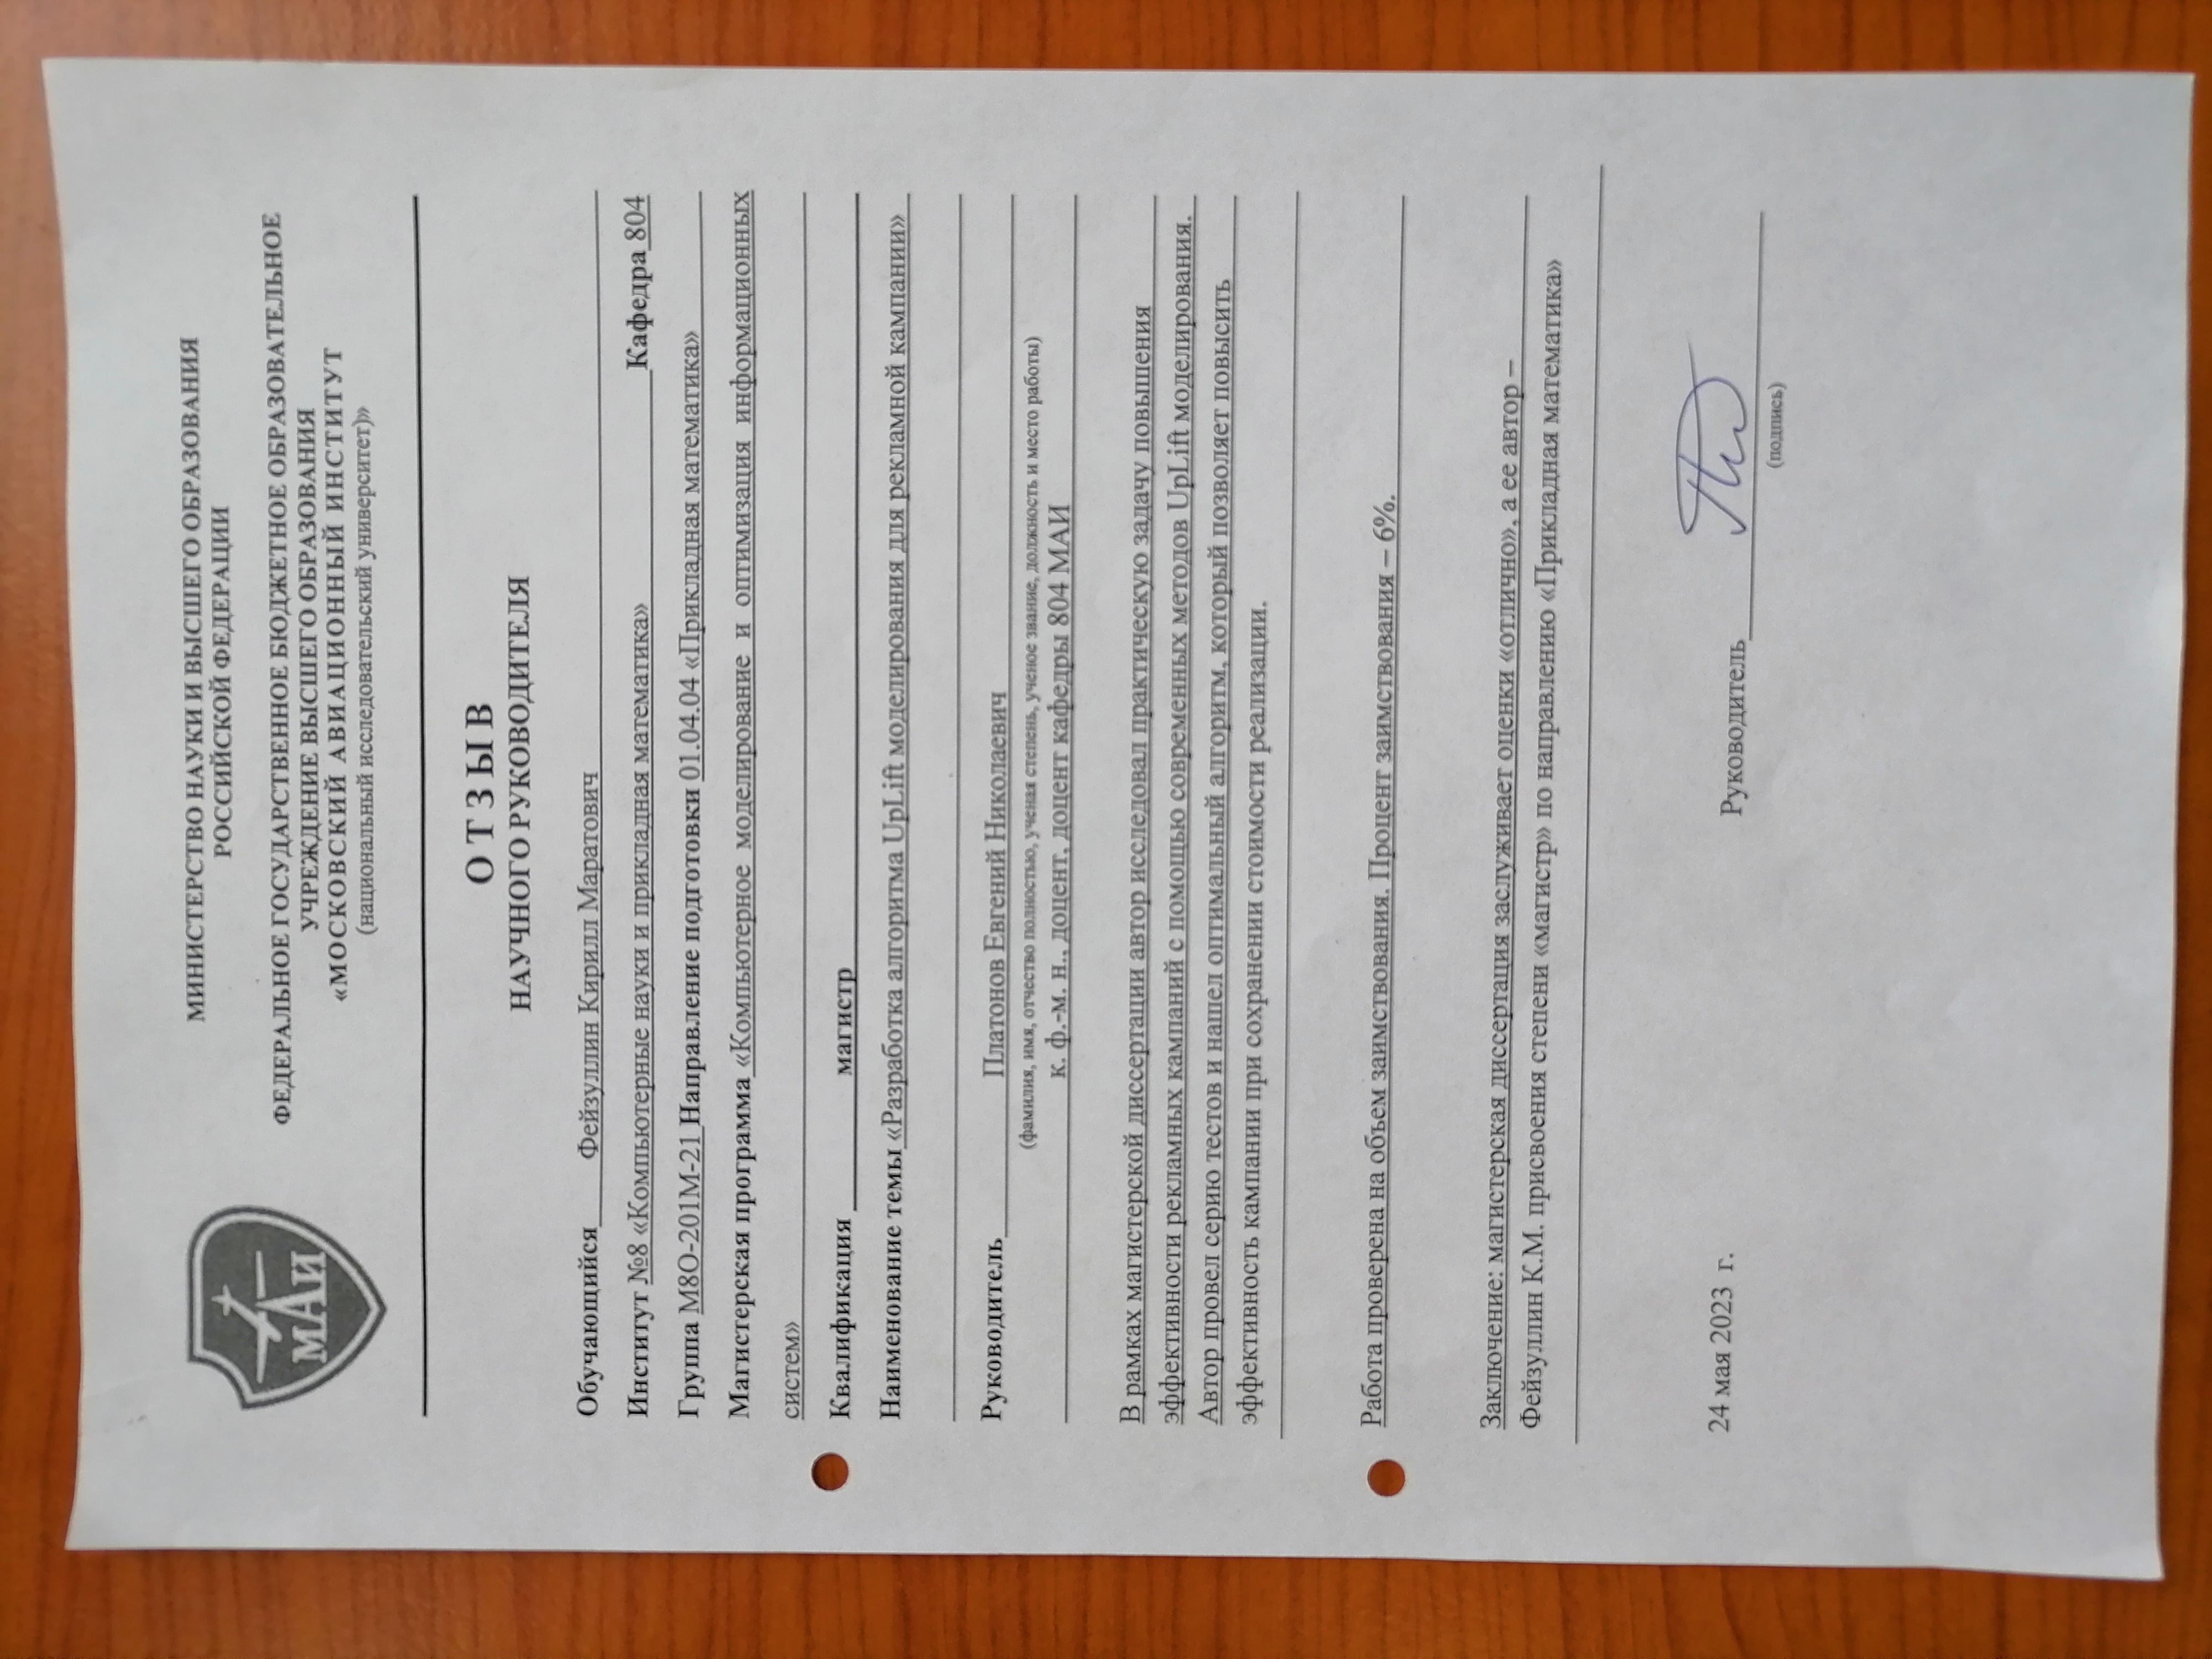 МИНИСТЕРСТВО НАУКИ И ВЫСШЕГО ОБРАЗОВАНИЯ
РОССИЙСКОЙ ФЕДЕРАЦИИ
ФЕДЕРАЛЬНОЕ ГОСУДАРСТВЕННОЕ БЮДЖЕТНОЕ ОБРАЗОВАТЕЛЬНОЕ
УЧРЕЖДЕНИЕ ВЫСШЕГО ОБРАЗОВАНИЯ
«МОСКОВСКИЙ АВИАЦИОННЫЙ ИНСТИТУТ
(национальный исследовательский университет)»
МАИ
О Т З Ы В
НАУЧНОГО РУКОВОДИТЕЛЯ
Обучающийся Фейзуллин Кирилл Маратович
Институт №8 «Компьютерные науки и прикладная математика» Кафедра 804
Группа М8О-201М-21 Направление подготовки 01.04.04 «Прикладная математика»
Магистерская программа «Компьютерное моделирование и оптимизация информационных
систем»
Квалификация магистр
Наименование темы «Разработка алгоритма UpLift моделирования для рекламной кампании»
Руководитель Платонов Евгений Николаевич
(фамилия, имя, отчество полностью, ученая степень, ученое звание, должность и место работы)
к. ф.-м. н., доцент, доцент кафедры 804 МАИ
В рамках магистерской диссертации автор исследовал практическую задачу повышения
эффективности рекламных кампаний с помощью современных методов UpLift моделирования.
Автор провел серию тестов и нашел оптимальный алгоритм, который позволяет повысить
эффективность кампании при сохранении стоимости реализации.
Работа проверена на объем заимствования. Процент заимствования – 6%.
Заключение: магистерская диссертация заслуживает оценки «отлично», а ее автор –
Фейзуллин К.М. присвоения степени «магистр» по направлению «Прикладная математика»
24 мая 2023 г.
Руководитель
(подпись)